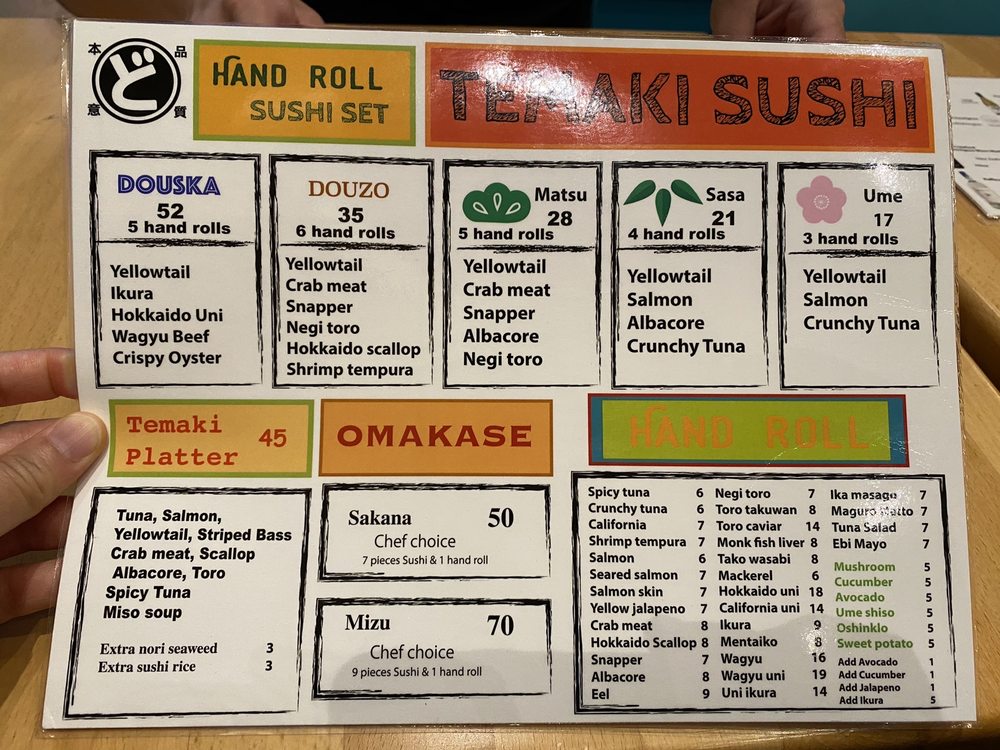 本 品
ど
意 質
HAND ROLL
SUSHI SET
TEMAKI SUSHI
DOUSKA
52
5 hand rolls
Yellowtail
Ikura
Hokkaido Uni
Wagyu Beef
Crispy Oyster
DOUZO
35
6 hand rolls
Yellowtail
Crab meat
Snapper
Negi toro
Hokkaido scallop
Shrimp tempura
Matsu
28
5 hand rolls
Yellowtail
Crab meat
Snapper
Albacore
Negi toro
Sasa
21
4 hand rolls
Yellowtail
Salmon
Albacore
Crunchy Tuna
Ume
17
3 hand rolls
Yellowtail
Salmon
Crunchy Tuna
Temaki
Platter 45
Tuna, Salmon,
Yellowtail, Striped Bass
Crab meat, Scallop
Albacore, Toro
Spicy Tuna
Miso soup
Extra nori seaweed 3
Extra sushi rice 3
OMAKASE
Sakana 50
Chef choice
7 pieces Sushi & 1 hand roll
Mizu 70
Chef choice
9 pieces Sushi & 1 hand roll
HAND ROLL
Spicy tuna 6
Crunchy tuna 6
California 7
Shrimp tempura 7
Salmon 6
Seared salmon 7
Salmon skin 7
Yellow jalapeno 7
Crab meat 8
Hokkaido Scallop 8
Snapper 7
Albacore 8
Eel 9
Negi toro 7
Toro takuwan 8
Toro caviar 14
Monk fish liver 8
Tako wasabi 8
Mackerel 6
Hokkaido uni 18
California uni 14
Ikura 9
Mentaiko 8
Wagyu 16
Wagyu uni 19
Uni ikura 14
Ika masago 7
Maguro Natto 7
Tuna Salad 7
Ebi Mayo 7
Mushroom 5
Cucumber 5
Avocado 5
Ume shiso 5
Oshinklo 5
Sweet potato 5
Add Avocado 1
Add Cucumber 1
Add Jalapeno 1
Add Ikura 5